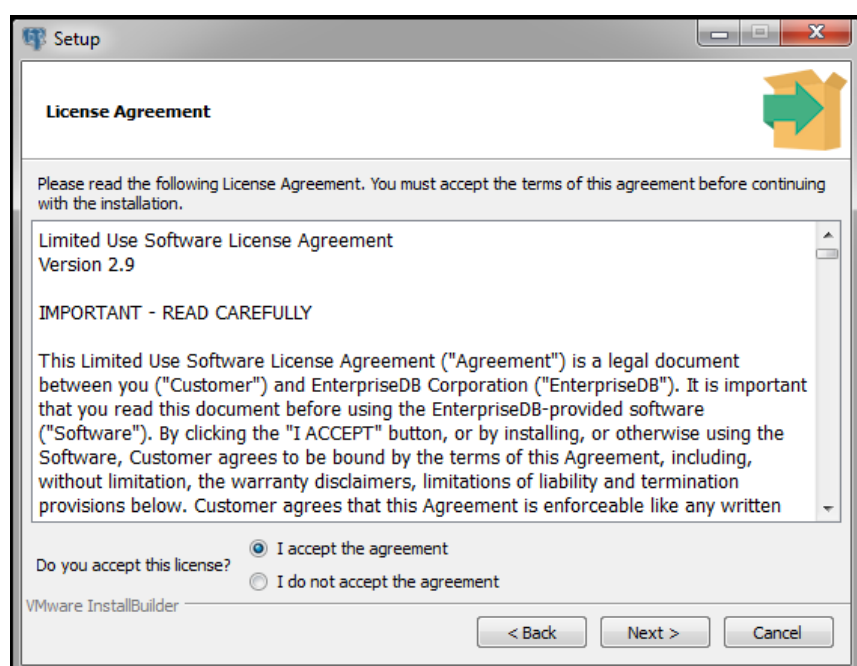 Setup
License Agreement
Please read the following License Agreement. You must accept the terms of this agreement before continuing
with the installation.
Limited Use Software License Agreement
Version 2.9
IMPORTANT - READ CAREFULLY
This Limited Use Software License Agreement ("Agreement") is a legal document
between you ("Customer") and EnterpriseDB Corporation ("EnterpriseDB"). It is important
that you read this document before using the EnterpriseDB-provided software
("Software"). By clicking the "I ACCEPT" button, or by installing, or otherwise using the
Software, Customer agrees to be bound by the terms of this Agreement, including,
without limitation, the warranty disclaimers, limitations of liability and termination
provisions below. Customer agrees that this Agreement is enforceable like any written
Do you accept this license?
I accept the agreement
I do not accept the agreement
VMware InstallBuilder
< Back
Next >
Cancel